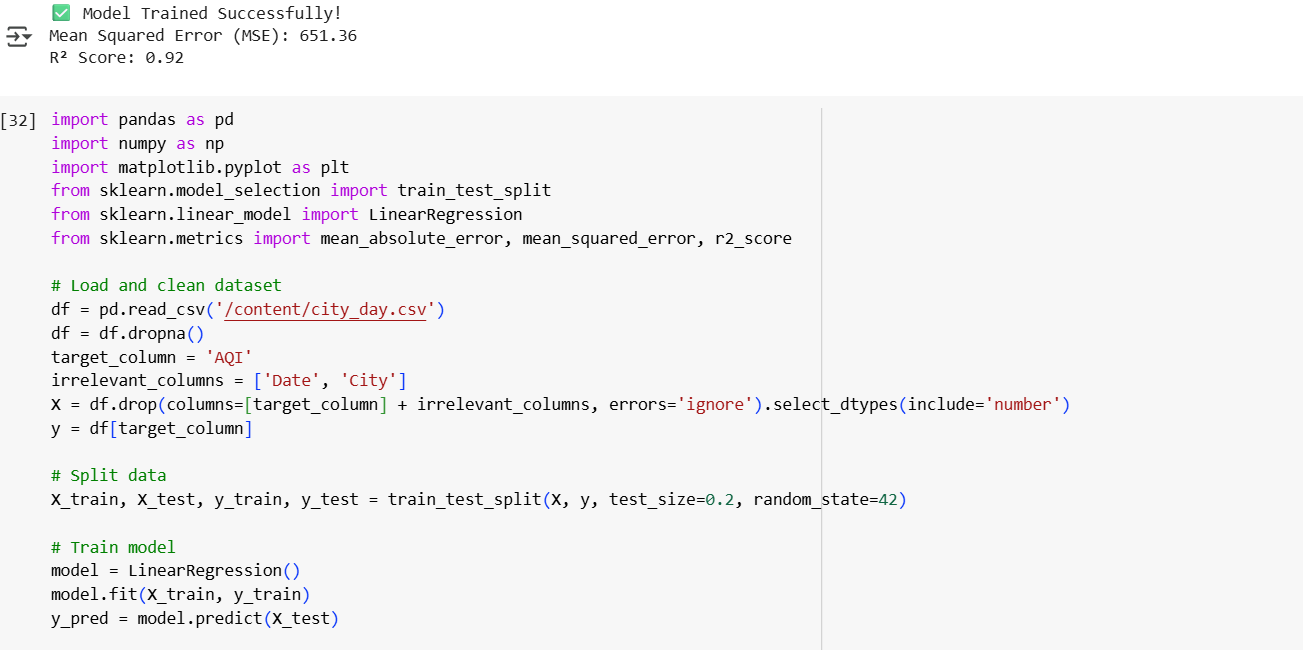 ✅ Model Trained Successfully!
Mean Squared Error (MSE): 651.36
R² Score: 0.92
[32] import pandas as pd
import numpy as np
import matplotlib.pyplot as plt
from sklearn.model_selection import train_test_split
from sklearn.linear_model import LinearRegression
from sklearn.metrics import mean_absolute_error, mean_squared_error, r2_score
# Load and clean dataset
df = pd.read_csv('/content/city_day.csv')
df = df.dropna()
target_column = 'AQI'
irrelevant_columns = ['Date', 'City']
X = df.drop(columns=[target_column] + irrelevant_columns, errors='ignore').select_dtypes(include='number')
y = df[target_column]
# Split data
X_train, X_test, y_train, y_test = train_test_split(X, y, test_size=0.2, random_state=42)
# Train model
model = LinearRegression()
model.fit(X_train, y_train)
y_pred = model.predict(X_test)